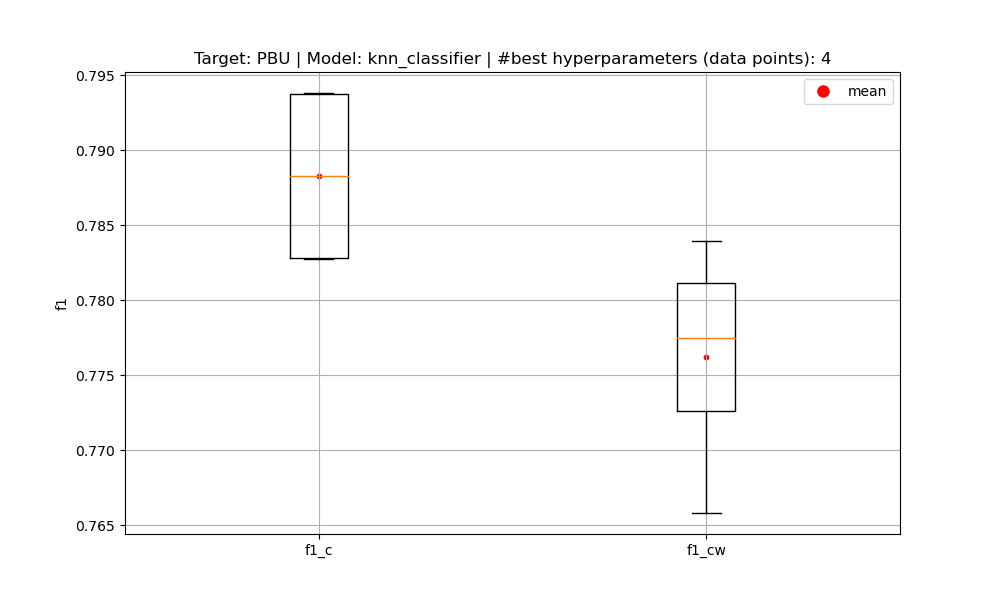 Target: PBU | Model: knn_classifier | #best hyperparameters (data points): 4
mean
0.795
0.790
0.785
0.780
0.775
0.770
0.765
f1
f1_c
f1_cw